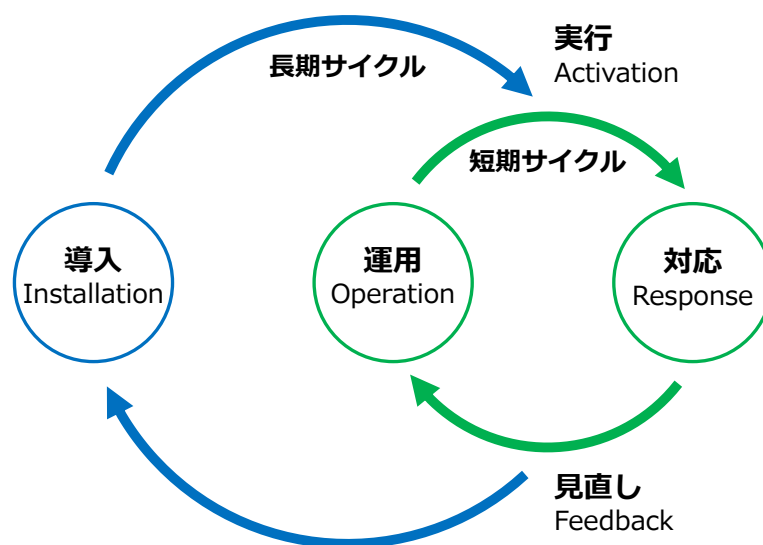 実行
Activation
長期サイクル
短期サイクル
導入
Installation
運用
Operation
対応
Response
見直し
Feedback